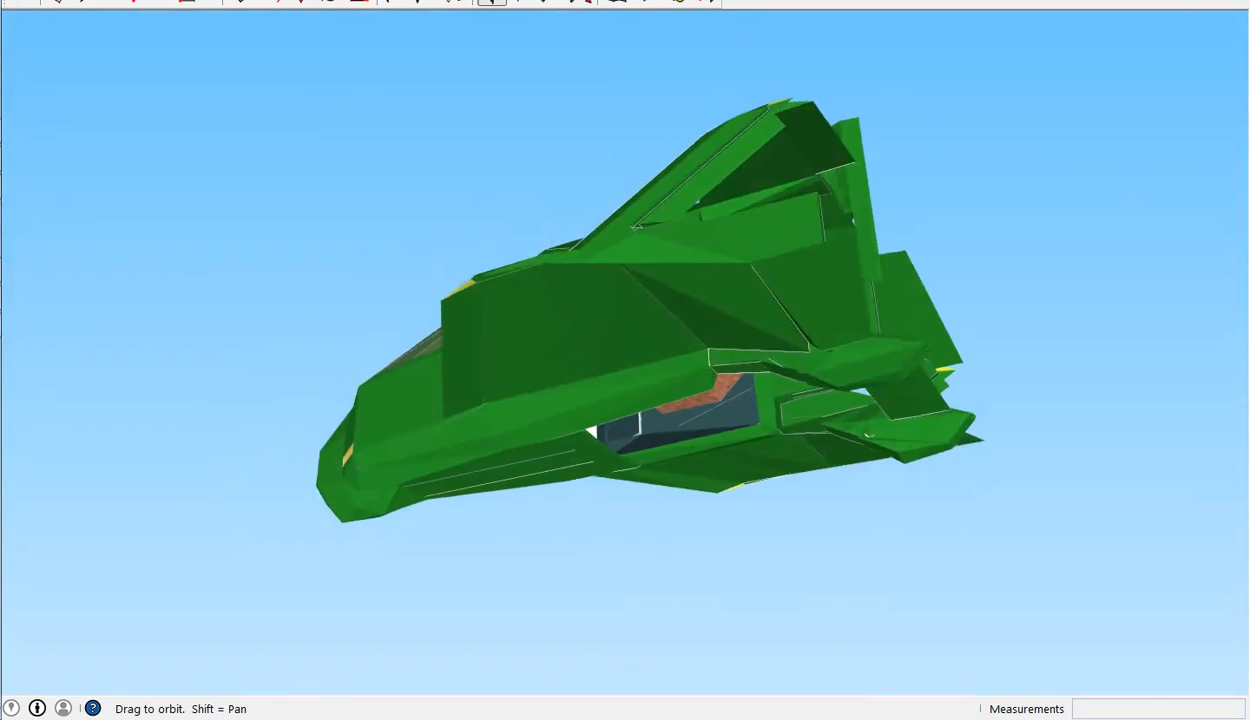 Drag to orbit. Shift = Pan
Measurements